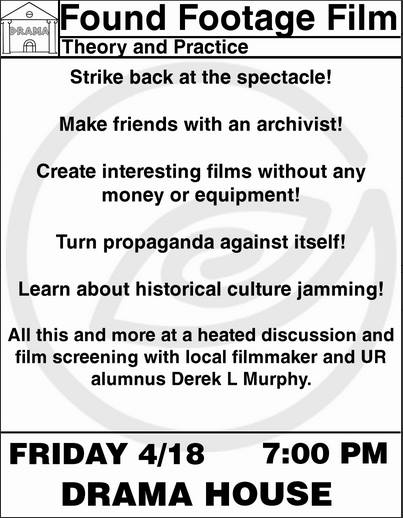 DRAMA
Found Footage Film
Theory and Practice
Strike back at the spectacle!
Make friends with an archivist!
Create interesting films without any
money or equipment!
Turn propaganda against itself!
Learn about historical culture jamming!
All this and more at a heated discussion and
film screening with local filmmaker and UR
alumnus Derek L Murphy.
FRIDAY 4/18 7:00 PM
DRAMA HOUSE